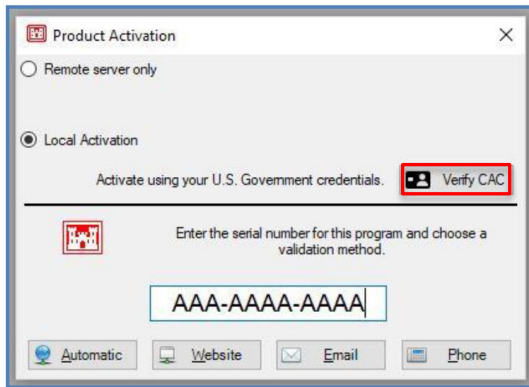 Product Activation
Remote server only
Local Activation
Activate using your U.S. Government credentials.
Verify CAC
Enter the serial number for this program and choose a
validation method.
AAA-AAAA-AAAA
Automatic
Website
Email
Phone